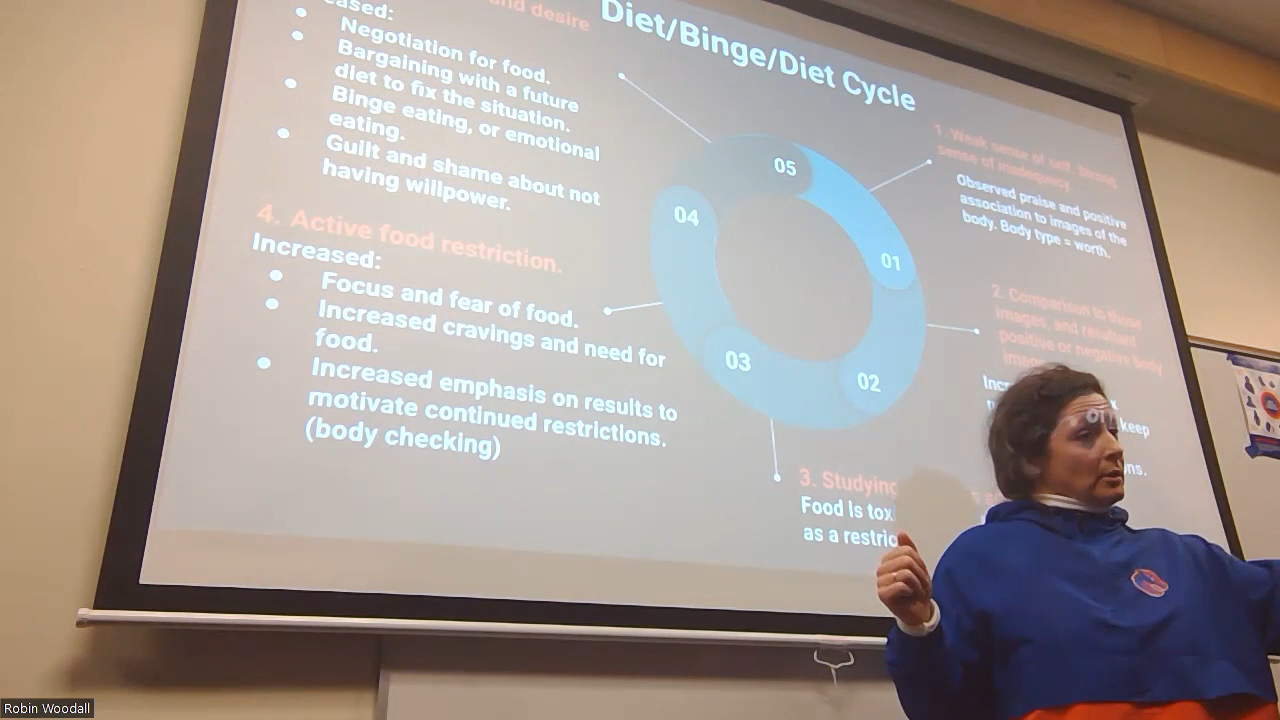 Diet/Binge/Diet Cycle
and desire
Negotiation for food.
Bargaining with a future
diet to fix the situation.
Binge eating, or emotional
eating.
Guilt and shame about not
having willpower.
4. Active food restriction.
Increased:
Focus and fear of food.
Increased cravings and need for
food.
Increased emphasis on results to
motivate continued restrictions.
(body checking)
05
04
03
02
01
1. Weak sense of self. Strong
sense of inadequacy
Observed praise and positive
association to images of the
body. Body type = worth.
2. Comparison to those
images, and resultant
positive or negative body
keep
3. Studying
Food is
as a
Robin Woodall